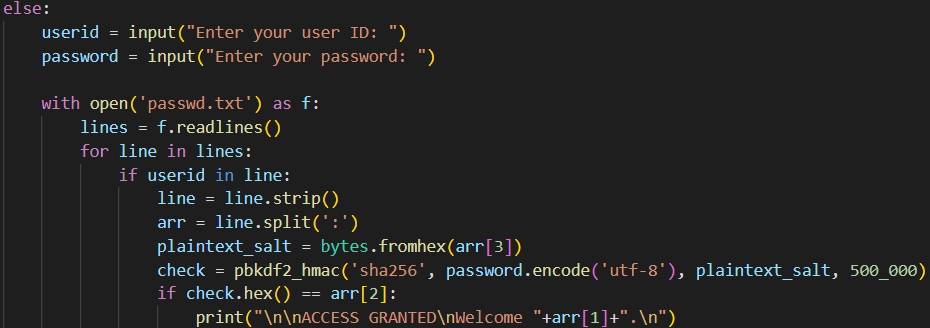 else:
    userid = input("Enter your user ID: ")
    password = input("Enter your password: ")
    with open('passwd.txt') as f:
        lines = f.readlines()
        for line in lines:
            if userid in line:
                line = line.strip()
                arr = line.split(':')
                plaintext_salt = bytes.fromhex(arr[3])
                check = pbkdf2_hmac('sha256', password.encode('utf-8'), plaintext_salt, 500_000)
                if check.hex() == arr[2]:
                    print("\n\nACCESS GRANTED\nWelcome "+arr[1]+".\n")